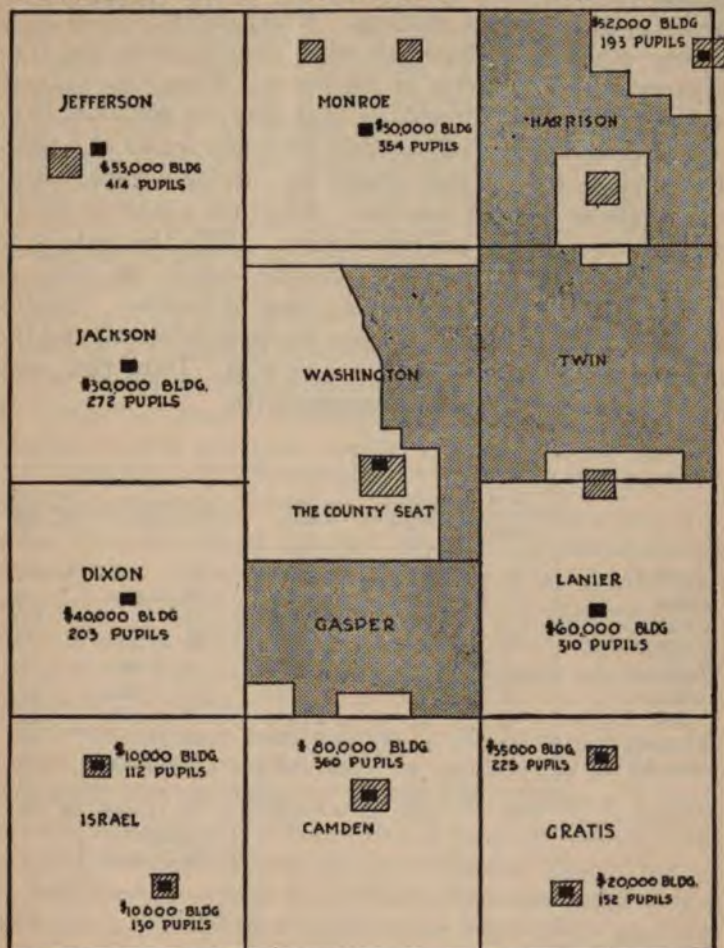 $52,000 BLDG
193 PUPILS
JEFFERSON
$55,000 BLDG
414 PUPILS
MONROE
$50,000 BLDG
354 PUPILS
HARRISON
JACKSON
$30,000 BLDG.
272 PUPILS
WASHINGTON
THE COUNTY SEAT
TWIN
DIXON
$40,000 BLDG
203 PUPILS
GASPER
LANIER
$60,000 BLDG
310 PUPILS
$10,000 BLDG
112 PUPILS
ISRAEL
$10000 BLDG
130 PUPILS
$80,000 BLDG
360 PUPILS
CAMDEN
$35000 BLDG.
225 PUPILS
GRATIS
$20,000 BLDG.
152 PUPILS